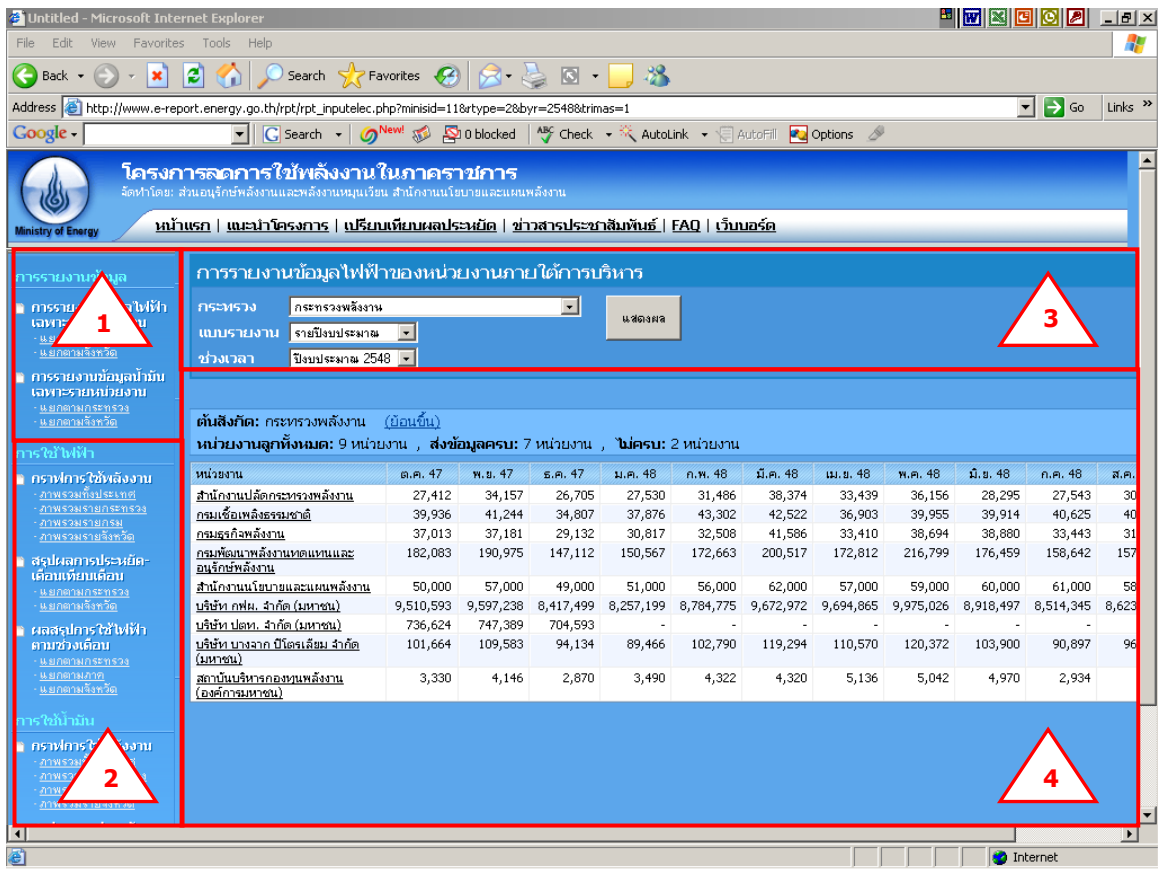 Untitled - Microsoft Internet Explorer
File Edit View Favorites Tools Help
Back Search Favorites
Address http://www.e-report.energy.go.th/rpt/rpt_inputelec.php?minisid=11&rtype=2&byr=2548&trimas=1 Go Links »
Google Search New! 0 blocked ABC Check AutoLink AutoFill Options
โครงการลดการใช้พลังงานในภาคราชการ
จัดทำโดย: ส่วนอนุรักษ์พลังงานและพลังงานหมุนเวียน สำนักงานนโยบายและแผนพลังงาน
Ministry of Energy
หน้าแรก | แนะนำโครงการ | เปรียบเทียบผลประหยัด | ข่าวสารประชาสัมพันธ์ | FAQ | เว็บบอร์ด
การรายงานข้อมูล
เฉพาะ
- แยกตามจังหวัด
การรายงานข้อมูลน้ำมัน
เฉพาะรายหน่วยงาน
- แยกตามกระทรวง
- แยกตามจังหวัด
1
การใช้ไฟฟ้า
กราฟการใช้พลังงาน
- ภาพรวมทั้งประเทศ
- ภาพรวมรายกระทรวง
- ภาพรวมรายกรม
- ภาพรวมรายจังหวัด
สรุปผลการประหยัด-
เดือนเทียบเดือน
- แยกตามกระทรวง
- แยกตามจังหวัด
ผลสรุปการใช้ไฟฟ้า
ตามช่วงเดือน
- แยกตามกระทรวง
- แยกตามภาค
- แยกตามจังหวัด
การใช้น้ำมัน
กราฟการใช้พลังงาน
- ภาพรวมรายจังหวัด
2
การรายงานข้อมูลไฟฟ้าของหน่วยงานภายใต้การบริหาร
กระทรวง กระทรวงพลังงาน แสดงผล
แบบรายงาน รายปีงบประมาณ
ช่วงเวลา ปีงบประมาณ 2548
3
ต้นสังกัด: กระทรวงพลังงาน (ย้อนขึ้น)
หน่วยงานลูกทั้งหมด: 9 หน่วยงาน , ส่งข้อมูลครบ: 7 หน่วยงาน , ไม่ครบ: 2 หน่วยงาน
หน่วยงาน ต.ค. 47 พ.ย. 47 ธ.ค. 47 ม.ค. 48 ก.พ. 48 มี.ค. 48 เม.ย. 48 พ.ค. 48 มิ.ย. 48 ก.ค. 48 ส.ค.
สำนักงานปลัดกระทรวงพลังงาน 27,412 34,157 26,705 27,530 31,486 38,374 33,439 36,156 28,295 27,543 30
กรมเชื้อเพลิงธรรมชาติ 39,936 41,244 34,807 37,876 43,302 42,522 36,903 39,955 39,914 40,625 40
กรมธุรกิจพลังงาน 37,013 37,181 29,132 30,817 32,508 41,586 33,410 38,694 38,880 33,443 31
กรมพัฒนาพลังงานทดแทนและ 182,083 190,975 147,112 150,567 172,663 200,517 172,812 216,799 176,459 158,642 157
อนุรักษ์พลังงาน
สำนักงานนโยบายและแผนพลังงาน 50,000 57,000 49,000 51,000 56,000 62,000 57,000 59,000 60,000 61,000 58
บริษัท กฟผ. จำกัด (มหาชน) 9,510,593 9,597,238 8,417,499 8,257,199 8,784,775 9,672,972 9,694,865 9,975,026 8,918,497 8,514,345 8,623
บริษัท ปตท. จำกัด (มหาชน) 736,624 747,389 704,593 - - - - - - -
บริษัท บางจาก ปิโตรเลียม จำกัด 101,664 109,583 94,134 89,466 102,790 119,294 110,570 120,372 103,900 90,897 96
(มหาชน)
สถาบันบริหารกองทุนพลังงาน 3,330 4,146 2,870 3,490 4,322 4,320 5,136 5,042 4,970 2,934
(องค์การมหาชน)
4
Internet